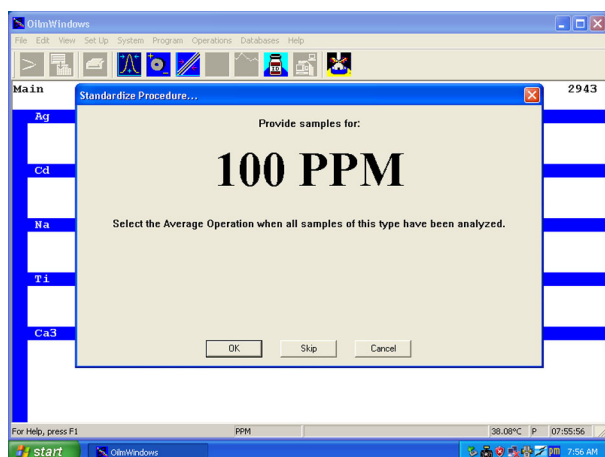 OilmWindows
File Edit View Set Up System Program Operations Databases Help
Main 2943
Standardize Procedure...
Ag
Cd
Na
Ti
Ca3
Provide samples for:
100 PPM
Select the Average Operation when all samples of this type have been analyzed.
OK Skip Cancel
For Help, press F1 PPM 38.08°C P 07:55:56
start OilmWindows 7:56 AM